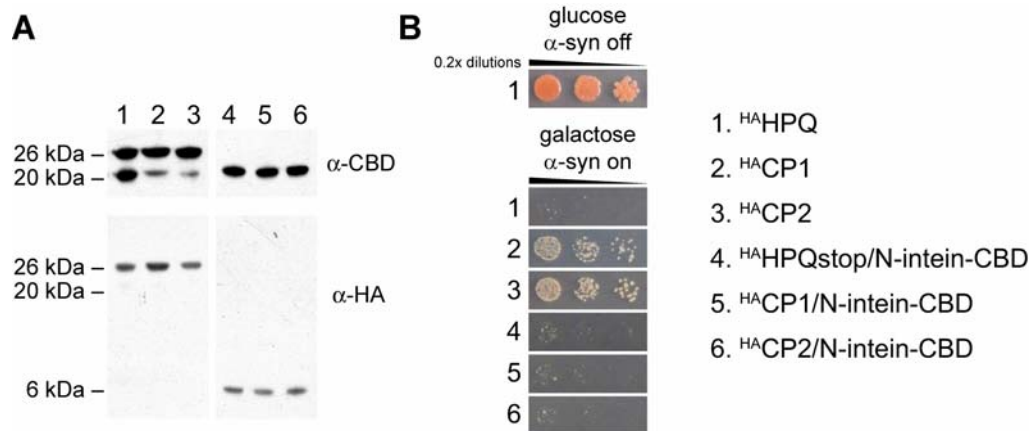 A
1 2 3 4 5 6
26 kDa –
20 kDa –
α-CBD
26 kDa –
20 kDa –
α-HA
6 kDa –
B
glucose
α-syn off
0.2x dilutions
1
galactose
α-syn on
1
2
3
4
5
6
1. HAHPQ
2. HACP1
3. HACP2
4. HAHPQstop/N-intein-CBD
5. HACP1/N-intein-CBD
6. HACP2/N-intein-CBD